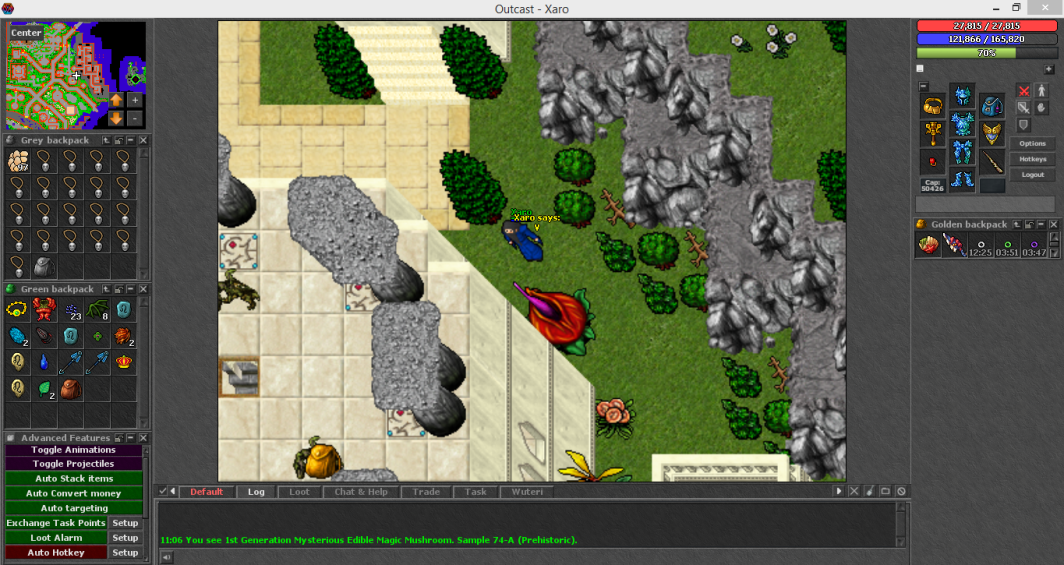 Outcast - Xaro
Center
27,815 / 27,815
121,866 / 165,820
70%
Grey backpack
Options
Hotkeys
Logout
Cap:
50426
Xaro says:
y
Golden backpack
12:25
03:51
03:47
Green backpack
23
8
2
2
2
Advanced Features
Toggle Animations
Toggle Projectiles
Auto Stack items
Auto Convert money
Auto targeting
Exchange Task Points
Setup
Loot Alarm
Setup
Auto Hotkey
Setup
Default
Log
Loot
Chat & Help
Trade
Task
Wuteri
11:06 You see 1st Generation Mysterious Edible Magic Mushroom. Sample 74-A (Prehistoric).